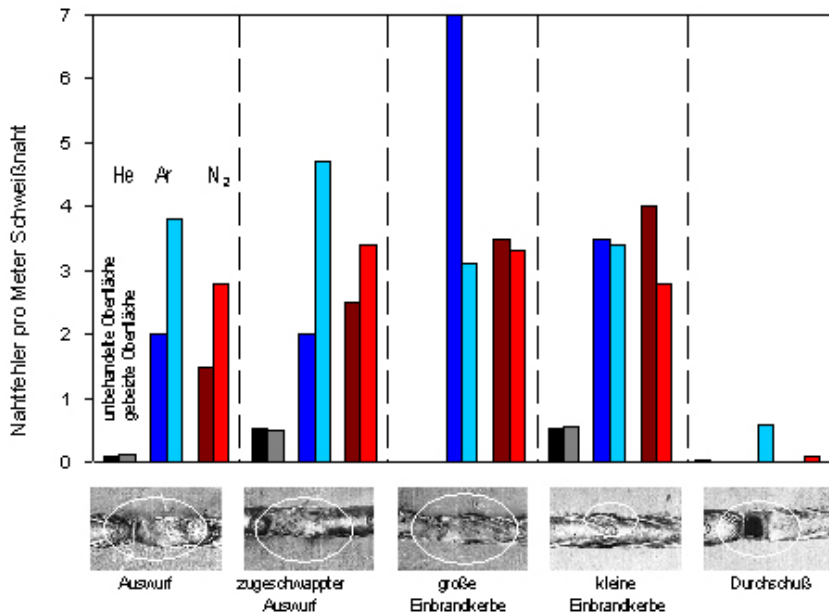 Nahtfehler pro Meter Schweißnaht
7
6
5
4
3
2
1
0
He Ar N₂
unbehandelte Oberfläche
gebeizte Oberfläche
Auswurf
zugeschwappter
Auswurf
große
Einbrandkerbe
kleine
Einbrandkerbe
Durchschuß